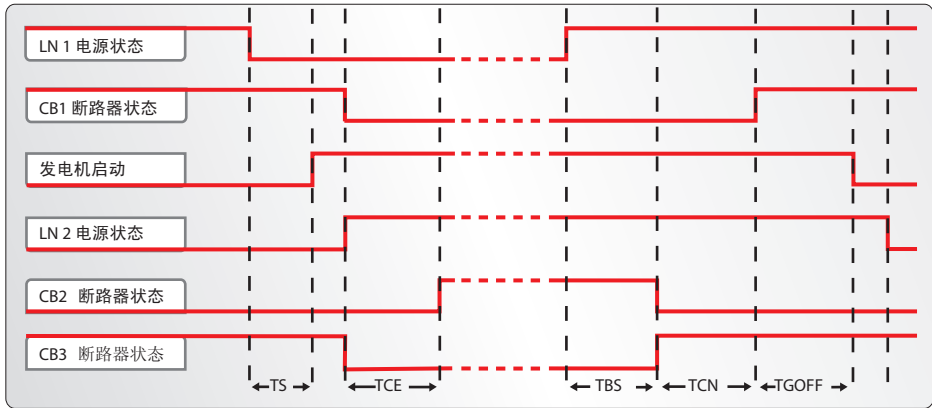 LN 1 电源状态
CB1 断路器状态
发电机启动
LN 2 电源状态
CB2 断路器状态
CB3 断路器状态
TS TCE TBS TCN TGOFF